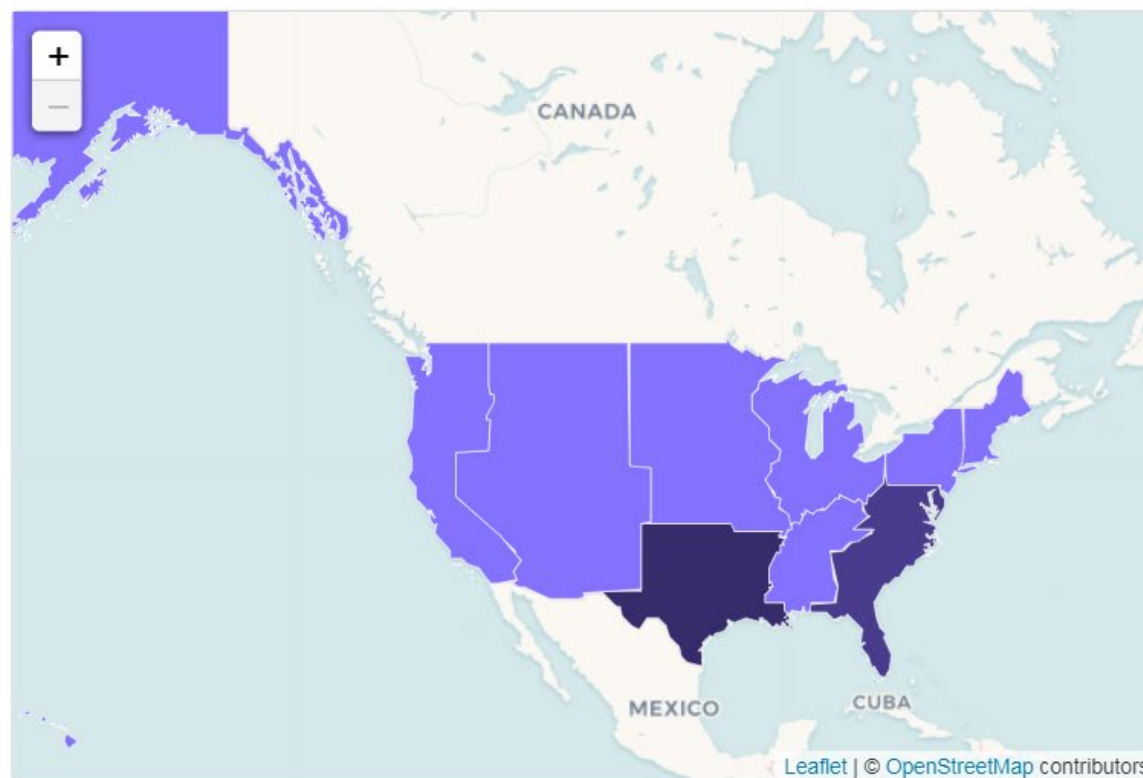 +
−
CANADA
MEXICO
CUBA
Leaflet | © OpenStreetMap contributors